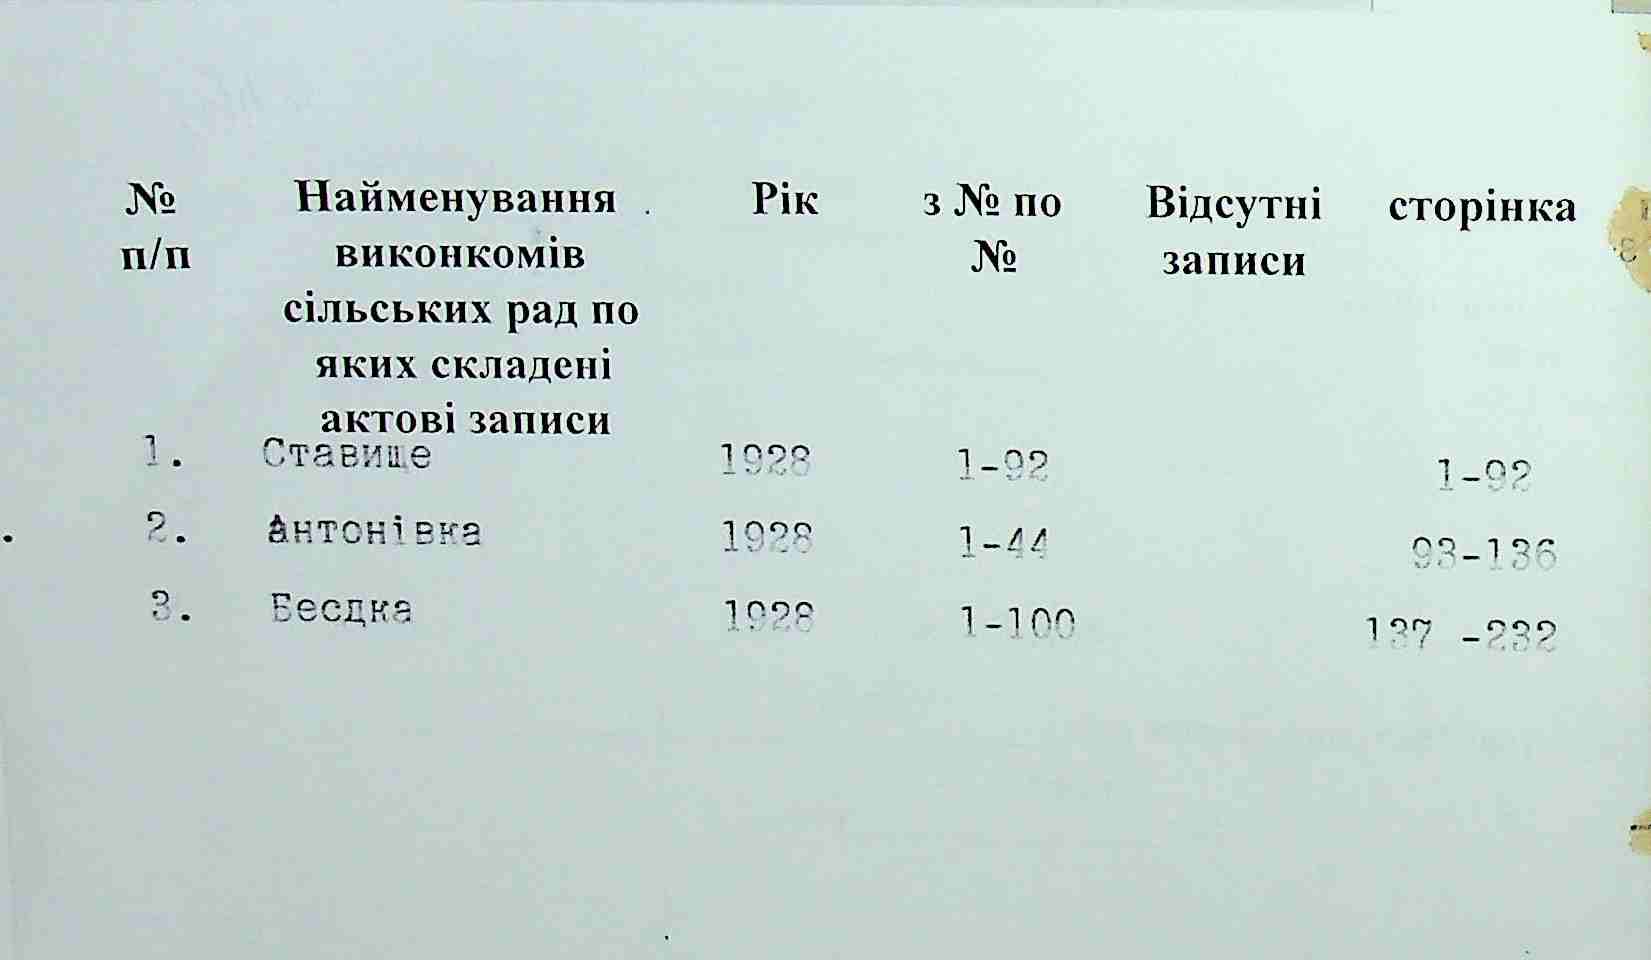 № Найменування Рік з № по Відсутні сторінка
п/п виконкомів № записи
сільських рад по
яких складені
актові записи
1. Ставище 1928 1-92 1-92
2. Антонівка 1928 1-44 93-136
3. Бесдка 1928 1-100 137 -232